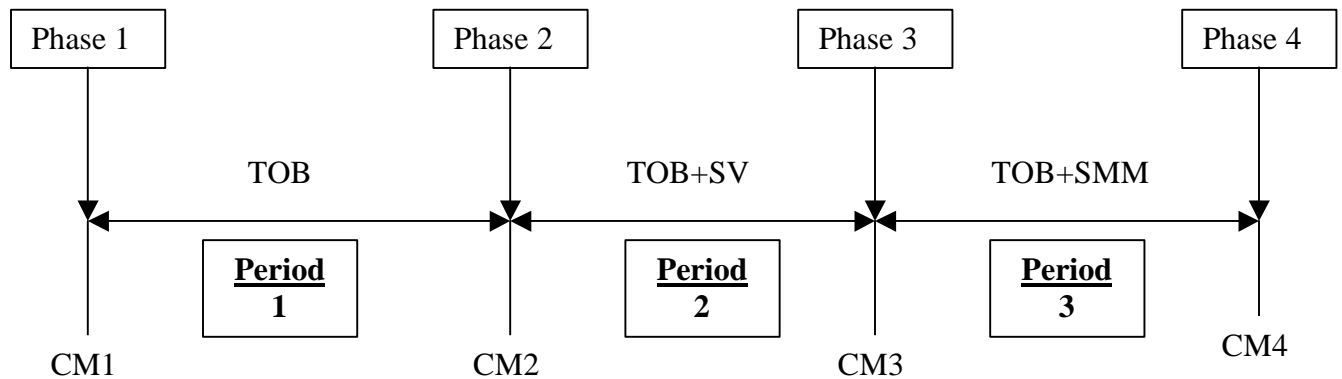 Phase 1 Phase 2 Phase 3 Phase 4
TOB TOB+SV TOB+SMM
Period Period Period
1 2 3
CM1 CM2 CM3 CM4